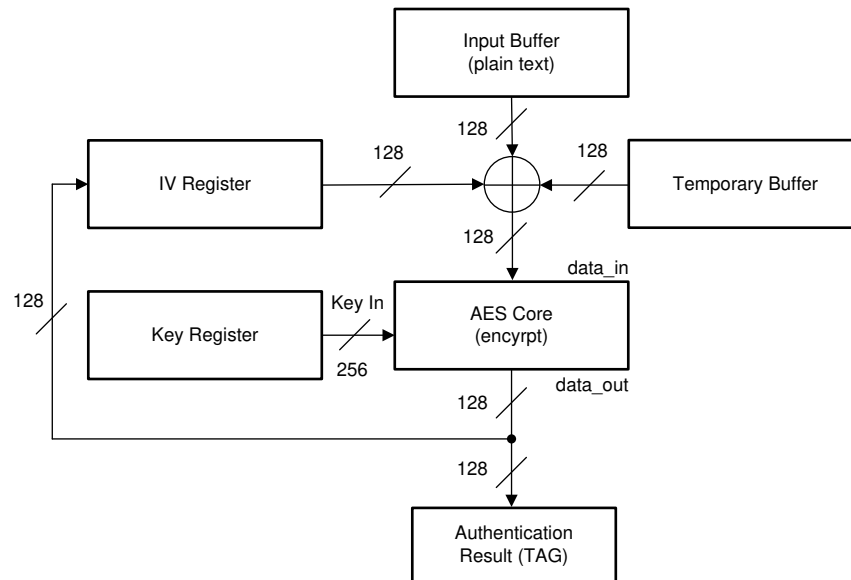 Input Buffer
(plain text)
128
128
128
IV Register
Temporary Buffer
128
data_in
128
Key In
Key Register
AES Core
(encyrpt)
256
data_out
128
128
Authentication
Result (TAG)